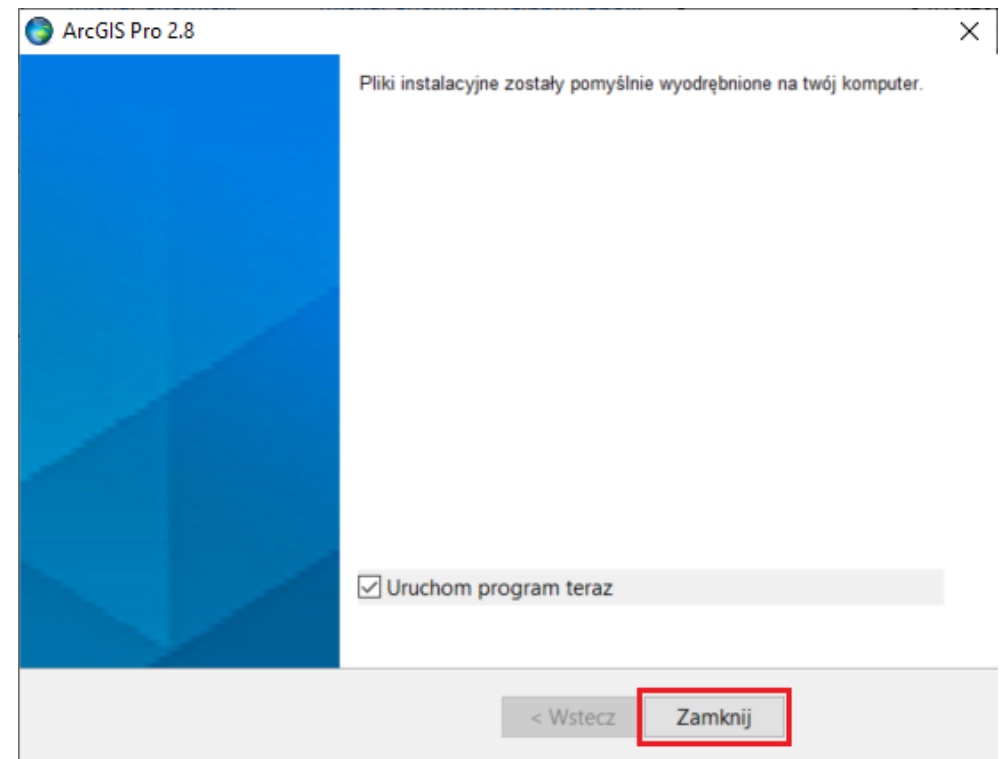 ArcGIS Pro 2.8
Pliki instalacyjne zostały pomyślnie wyodrębnione na twój komputer.
Uruchom program teraz
< Wstecz
Zamknij